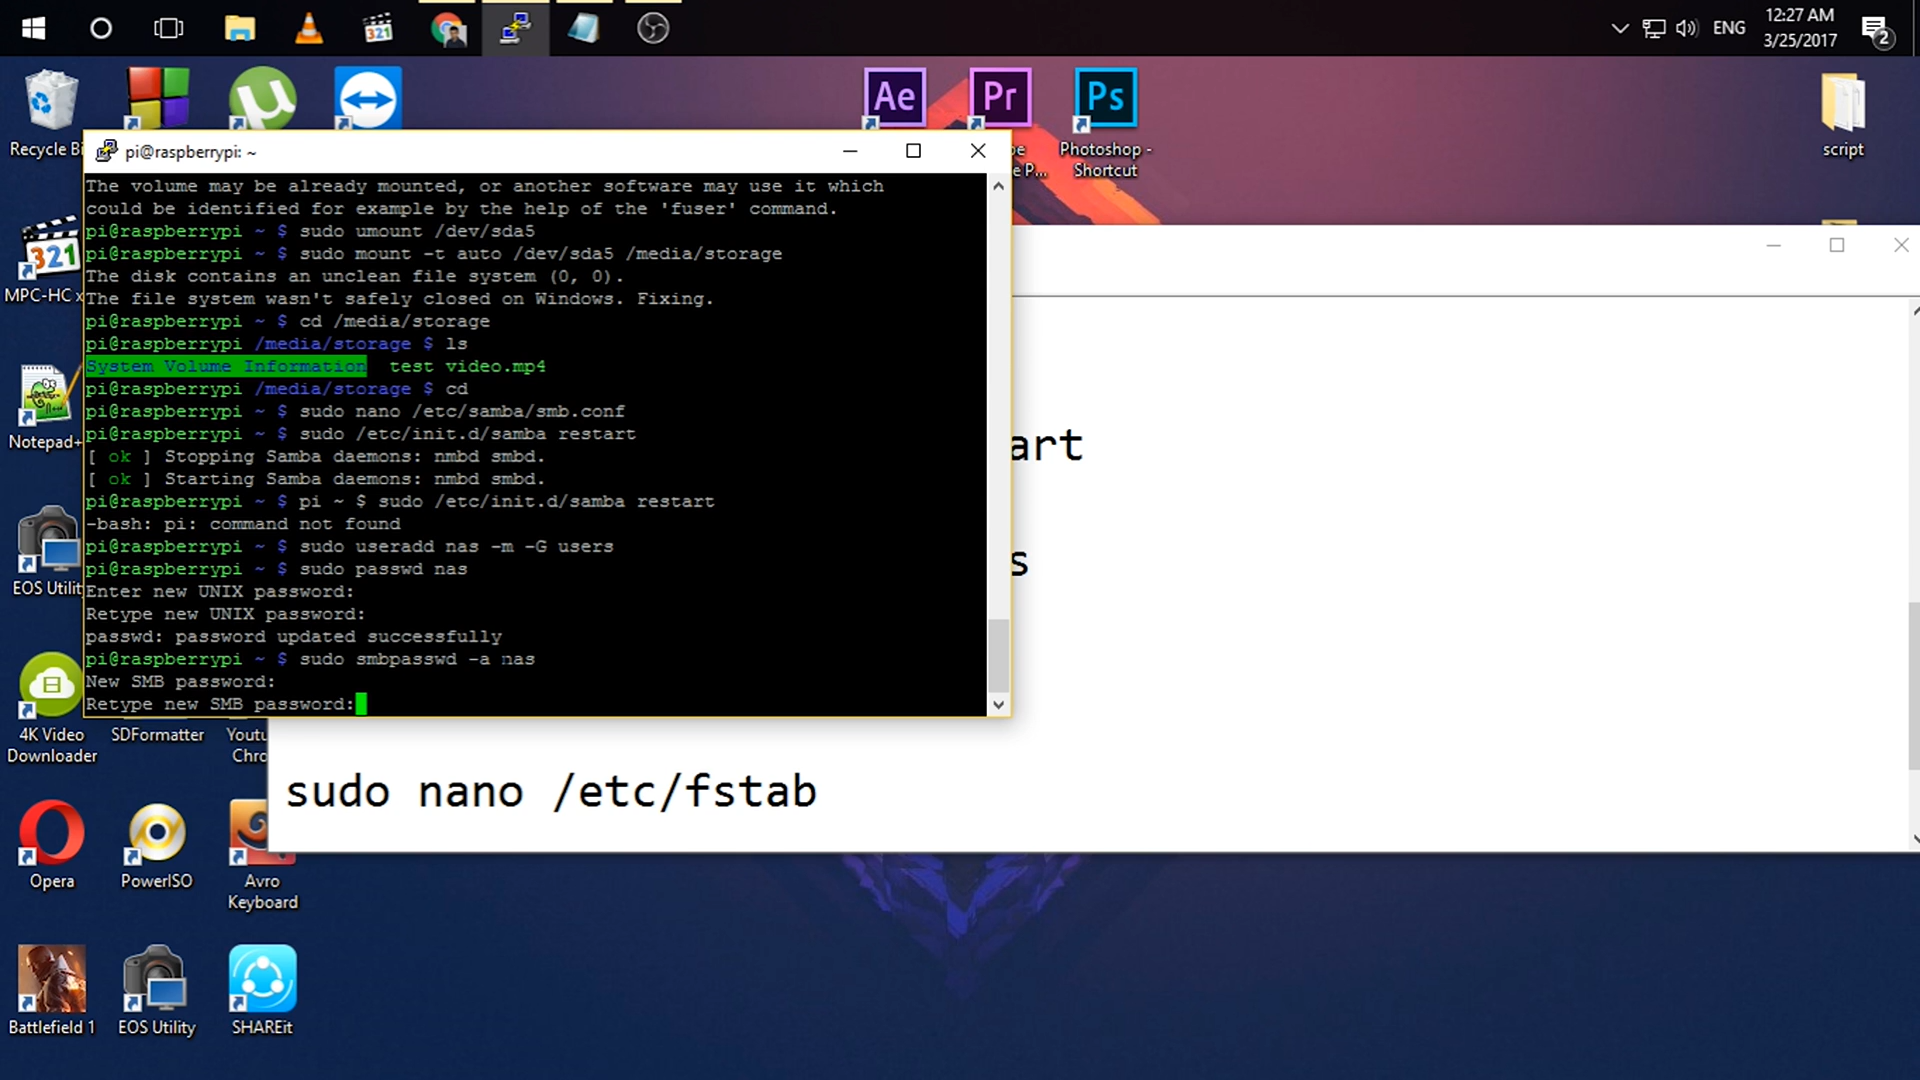 12:27 AM
ENG
3/25/2017
2
321
Ae
Pr
Ps
Recycle Bi
Photosohop -
Shortcut
e P...
script
pi@raspberrypi: ~
The volume may be already mounted, or another software may use it which
could be identified for example by the help of the 'fuser' command.
pi@raspberrypi ~ $ sudo umount /dev/sda5
pi@raspberrypi ~ $ sudo mount -t auto /dev/sda5 /media/storage
The disk contains an unclean file system (0, 0).
The file system wasn't safely closed on Windows. Fixing.
pi@raspberrypi ~ $ cd /media/storage
pi@raspberrypi /media/storage $ ls
System Volume Information  test video.mp4
pi@raspberrypi /media/storage $ cd
pi@raspberrypi ~ $ sudo nano /etc/samba/smb.conf
pi@raspberrypi ~ $ sudo /etc/init.d/samba restart
[ ok ] Stopping Samba daemons: nmbd smbd.
[ ok ] Starting Samba daemons: nmbd smbd.
pi@raspberrypi ~ $ pi ~ $ sudo /etc/init.d/samba restart
-bash: pi: command not found
pi@raspberrypi ~ $ sudo useradd nas -m -G users
pi@raspberrypi ~ $ sudo passwd nas
Enter new UNIX password:
Retype new UNIX password:
passwd: password updated successfully
pi@raspberrypi ~ $ sudo smbpasswd -a nas
New SMB password:
Retype new SMB password:
321
MPC-HC x
Notepad+
EOS Utilit
art
s
sudo nano /etc/fstab
4K Video
Downloader
SDFormatter
Youtu
Chro
Opera
PowerISO
Avro
Keyboard
Battlefield 1
EOS Utility
SHAREit